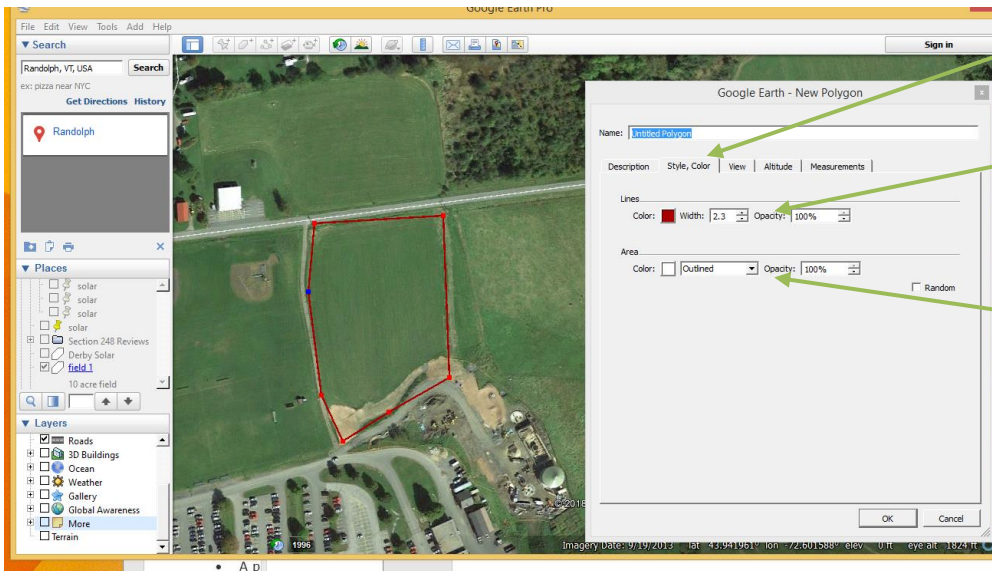 Google Earth Pro
File Edit View Tools Add Help
▼ Search
Sign in
Randolph, VT, USA
Search
ex: pizza near NYC
Get Directions History
Randolph
▼ Places
solar
solar
solar
solar
Section 248 Reviews
Derby Solar
field 1
10 acre field
▼ Layers
Roads
3D Buildings
Ocean
Weather
Gallery
Global Awareness
More
Terrain
Google Earth - New Polygon
Name: Untitled Polygon
Description Style, Color View Altitude Measurements
Lines
Color: Width: 2.3 Opacity: 100%
Area
Color: Outlined Opacity: 100%
Random
OK Cancel
© 2018
1996
Imagery Date: 9/19/2013 lat 43.941961° lon -72.601588° elev 0 ft eye alt 1824 ft
• A p